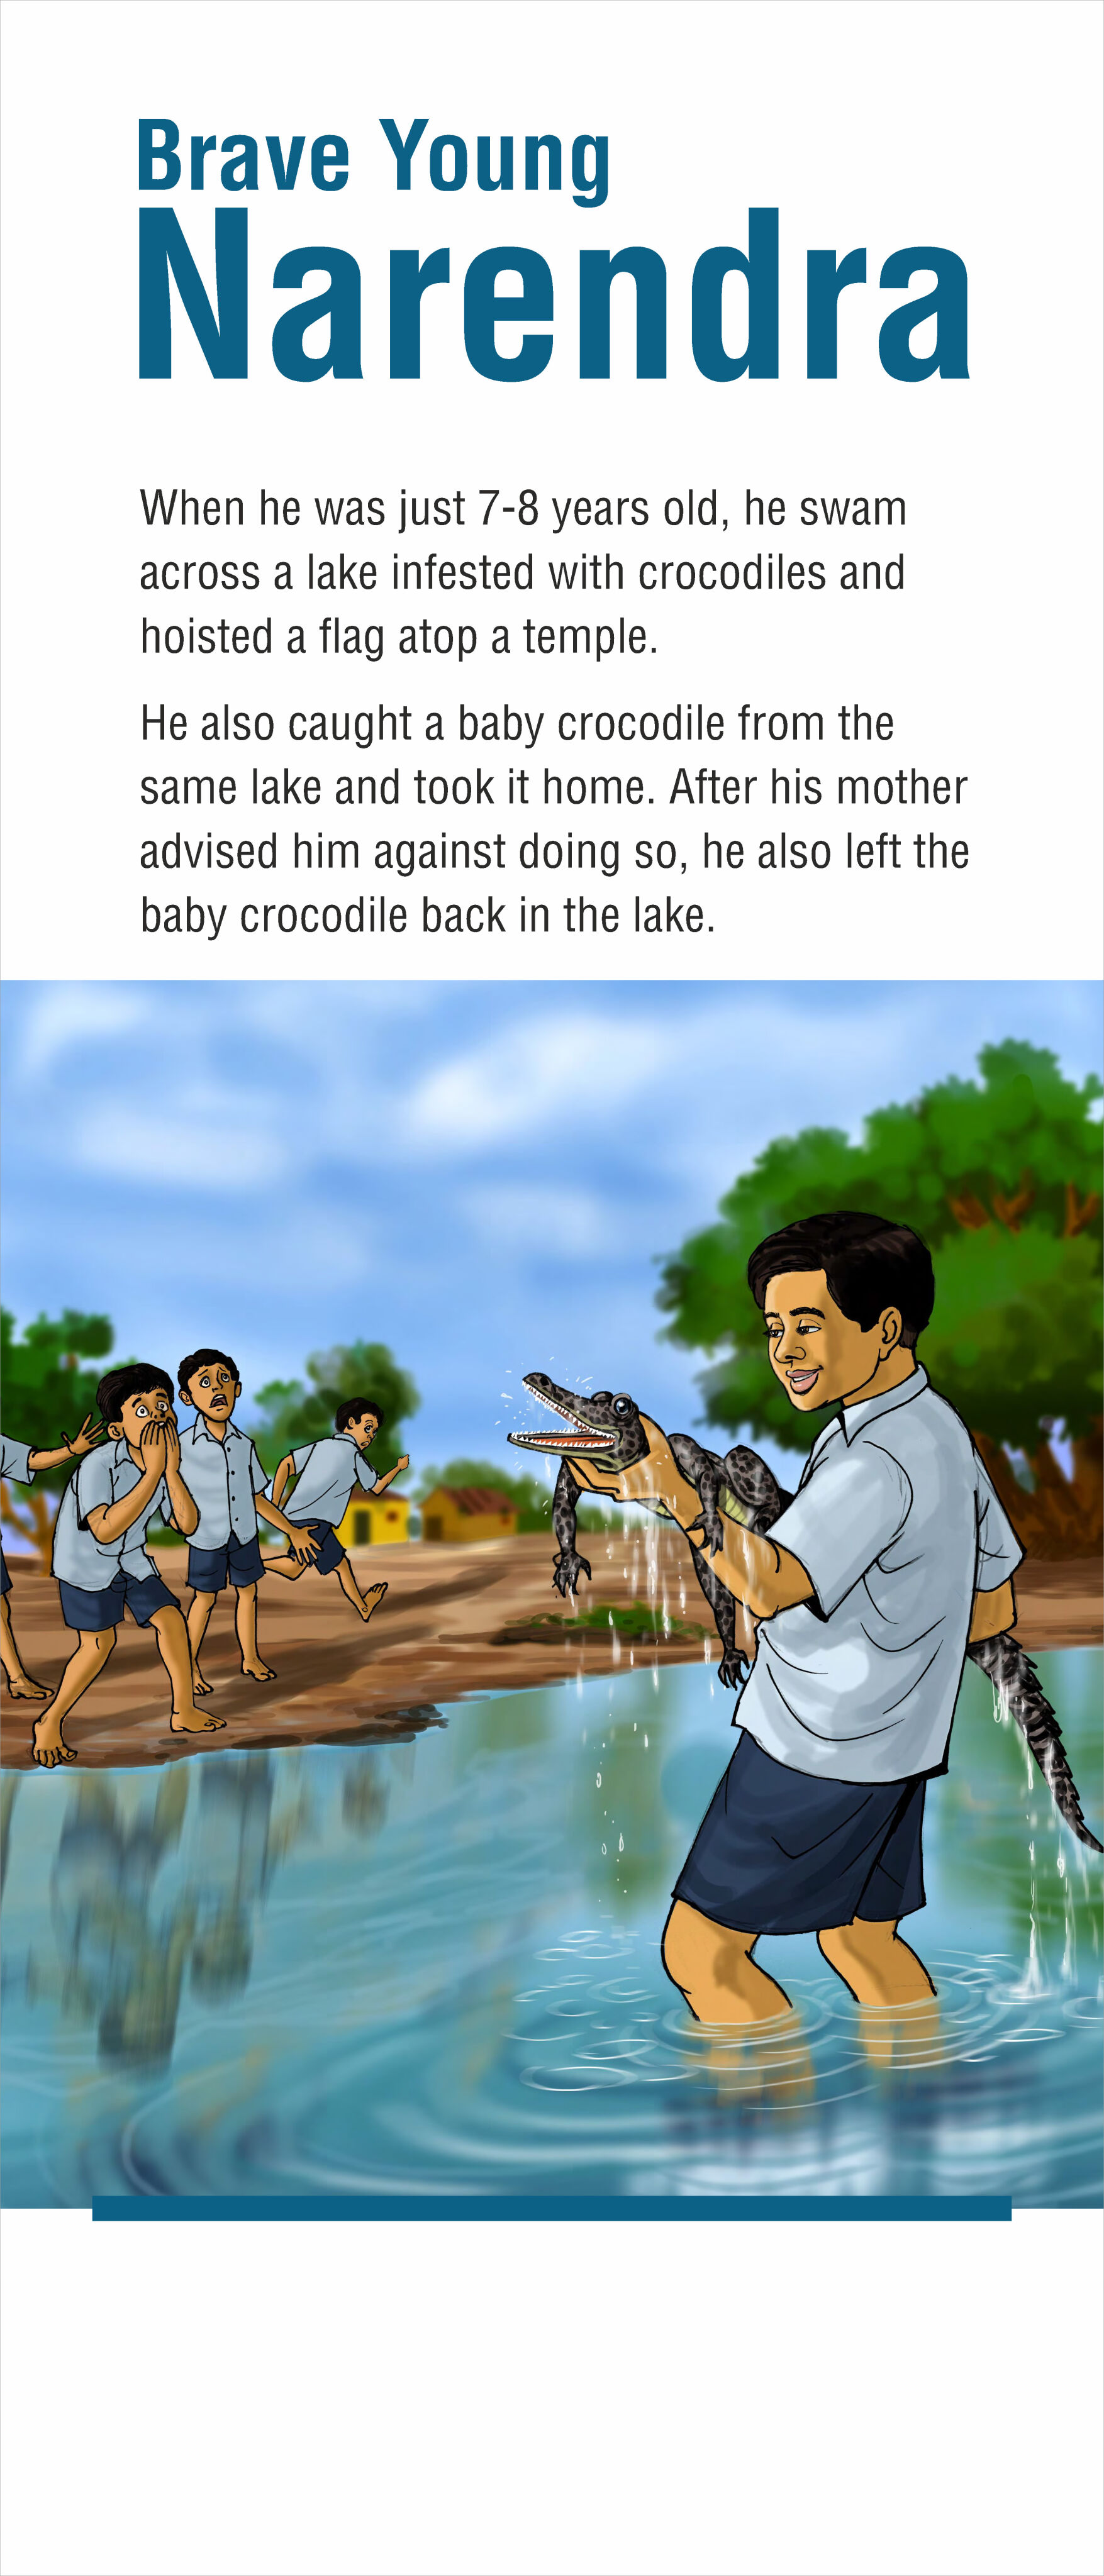 Brave Young
Narendra
When he was just 7-8 years old, he swam
across a lake infested with crocodiles and
hoisted a flag atop a temple.
He also caught a baby crocodile from the
same lake and took it home. After his mother
advised him against doing so, he also left the
baby crocodile back in the lake.